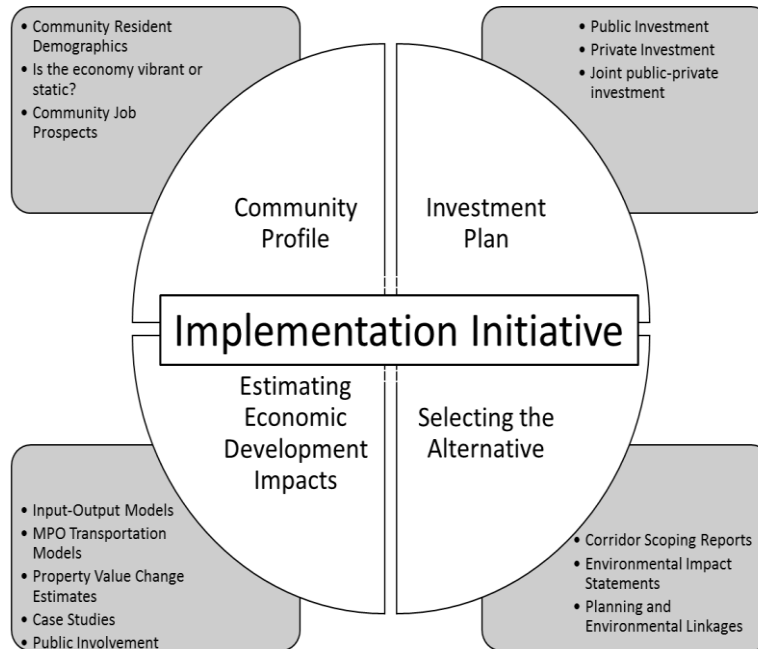 • Community Resident
Demographics
• Is the economy vibrant or
static?
• Community Job
Prospects
• Public Investment
• Private Investment
• Joint public-private
investment
Community
Profile
Investment
Plan
Implementation Initiative
Estimating
Economic
Development
Impacts
Selecting the
Alternative
• Input-Output Models
• MPO Transportation
Models
• Property Value Change
Estimates
• Case Studies
• Public Involvement
• Corridor Scoping Reports
• Environmental Impact
Statements
• Planning and
Environmental Linkages